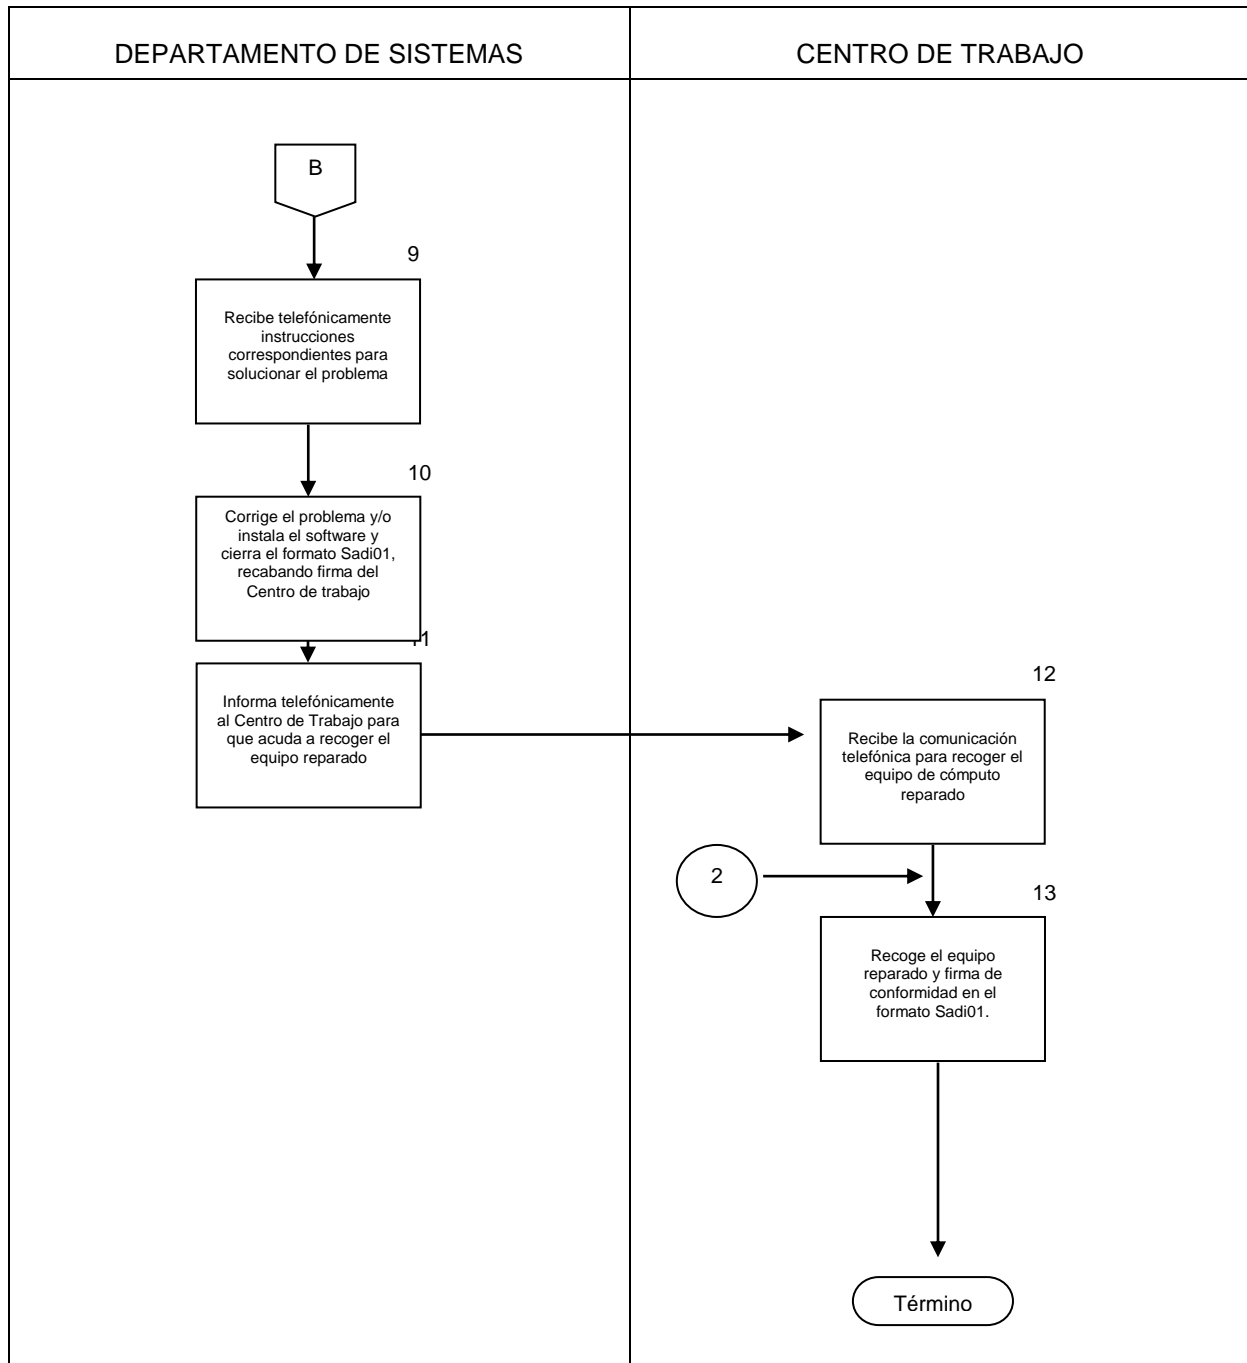 DEPARTAMENTO DE SISTEMAS
CENTRO DE TRABAJO
B
9
Recibe telefónicamente
instrucciones
correspondientes para
solucionar el problema
10
Corrige el problema y/o
instala el software y
cierra el formato Sadi01,
recabando firma del
Centro de trabajo
11
Informa telefónicamente
al Centro de Trabajo para
que acuda a recoger el
equipo reparado
12
Recibe la comunicación
telefónica para recoger el
equipo de cómputo
reparado
2
13
Recoge el equipo
reparado y firma de
conformidad en el
formato Sadi01.
Término